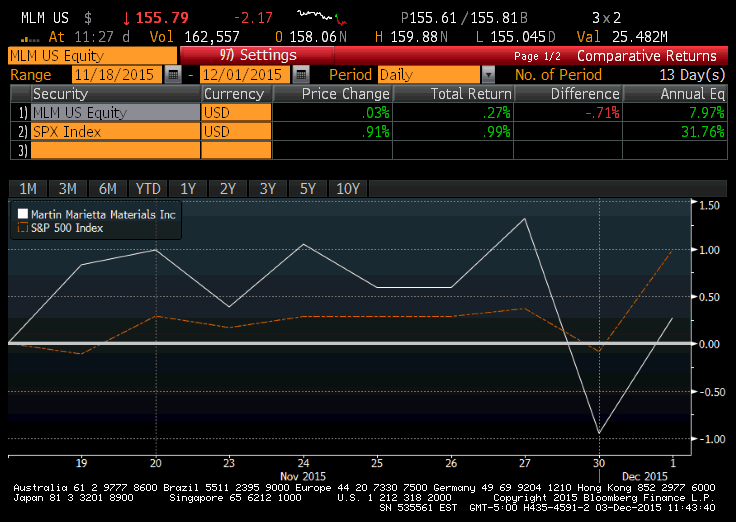 MLM US $ ↓ 155.79 -2.17 P155.61 / 155.81B 3x2
At 11:27 d Vol 162,557 O 158.06N H 159.88N L 155.045D Val 25.482M
MLM US Equity 97) Settings Page 1/2 Comparative Returns
Range 11/18/2015 - 12/01/2015 Period Daily No. of Period 13 Day(s)
Security Currency Price Change Total Return Difference Annual Eq
1) MLM US Equity USD .03% .27% -.71% 7.97%
2) SPX Index USD .91% .99% 31.76%
3)
1M 3M 6M YTD 1Y 2Y 3Y 5Y 10Y
Martin Marietta Materials Inc
S&P 500 Index
1.50
1.00
0.50
0.00
-0.50
-1.00
19 20 23 24 25 26 27 30 1
Nov 2015 Dec 2015
Australia 61 2 9777 8600 Brazil 5511 2395 9000 Europe 44 20 7330 7500 Germany 49 69 9204 1210 Hong Kong 852 2977 6000
Japan 81 3 3201 8900 Singapore 65 6212 1000 U.S. 1 212 318 2000 Copyright 2015 Bloomberg Finance L.P.
SN 535561 EST GMT-5:00 H435-4591-2 03-Dec-2015 11:43:40